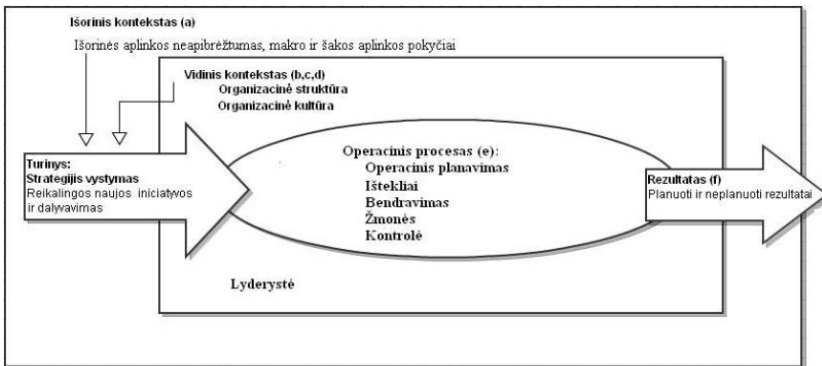 Išorinis kontekstas (a)
Išorinės aplinkos neapibrėžtumas, makro ir šakos aplinkos pokyčiai
Vidinis kontekstas (b,c,d)
Organizacinė struktūra
Organizacinė kultūra
Turinys:
Strategijis vystymas
Reikalingos naujos iniciatyvos
ir dalyvavimas
Operacinis procesas (e):
Operacinis planavimas
Ištekliai
Bendravimas
Žmonės
Kontrolė
Rezultatas (f)
Planuoti ir neplanuoti rezultatai
Lyderystė